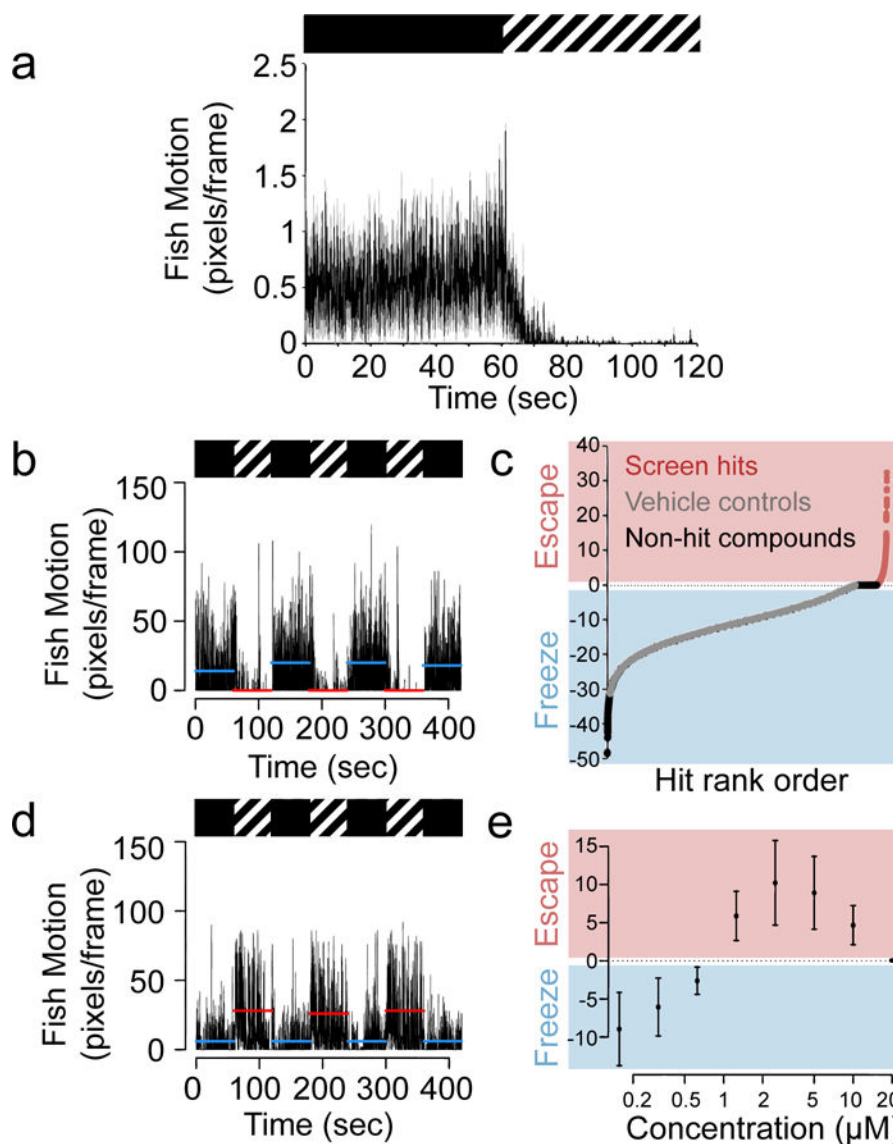 a
Fish Motion
(pixels/frame)
2.5
2
1.5
1
0.5
0
0 20 40 60 80 100 120
Time (sec)
b
Fish Motion
(pixels/frame)
150
100
50
0
0 100 200 300 400
Time (sec)
c
Escape
Freeze
40
30
20
10
0
-10
-20
-30
-40
-50
Screen hits
Vehicle controls
Non-hit compounds
Hit rank order
d
Fish Motion
(pixels/frame)
150
100
50
0
0 100 200 300 400
Time (sec)
e
Escape
Freeze
15
10
5
0
-5
-10
0.2 0.5 1 2 5 10 20
Concentration (µM)